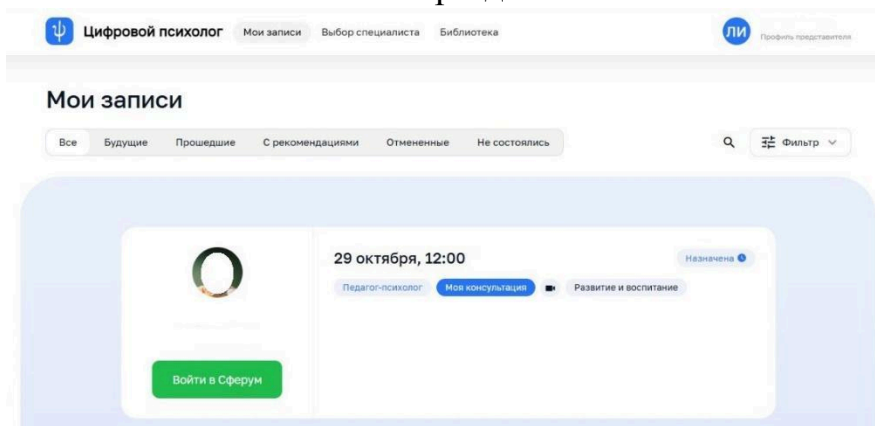 Цифровой психолог Мои записи Выбор специалиста Библиотека ЛИ Профиль представителя
Мои записи
Все Будущие Прошедшие С рекомендациями Отмененные Не состоялись Фильтр
29 октября, 12:00 Назначена
Педагог-психолог Моя консультация Развитие и воспитание
Войти в Сферум